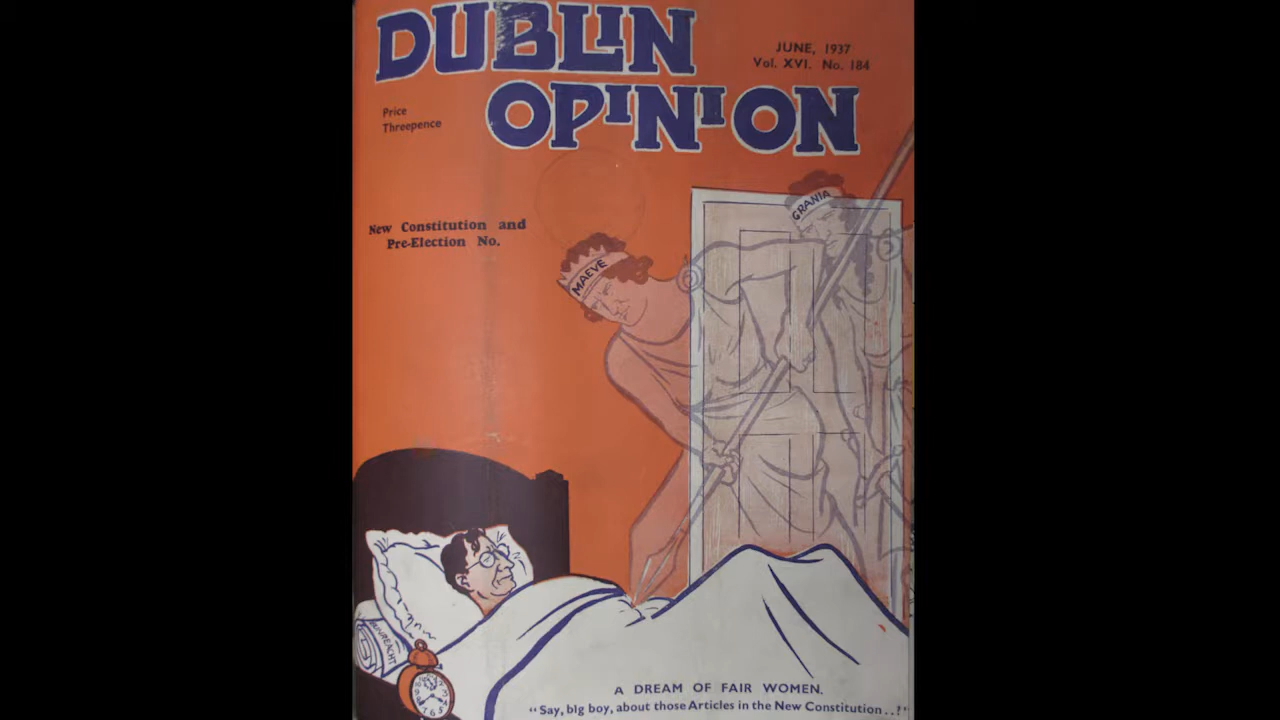 DUBLIN
OPINION
JUNE, 1937
Vol. XVI. No. 184
Price
Threepence
New Constitution and
Pre-Election No.
GRANIA
MAEVE
A DREAM OF FAIR WOMEN.
"Say, big boy, about those Articles in the New Constitution..!"